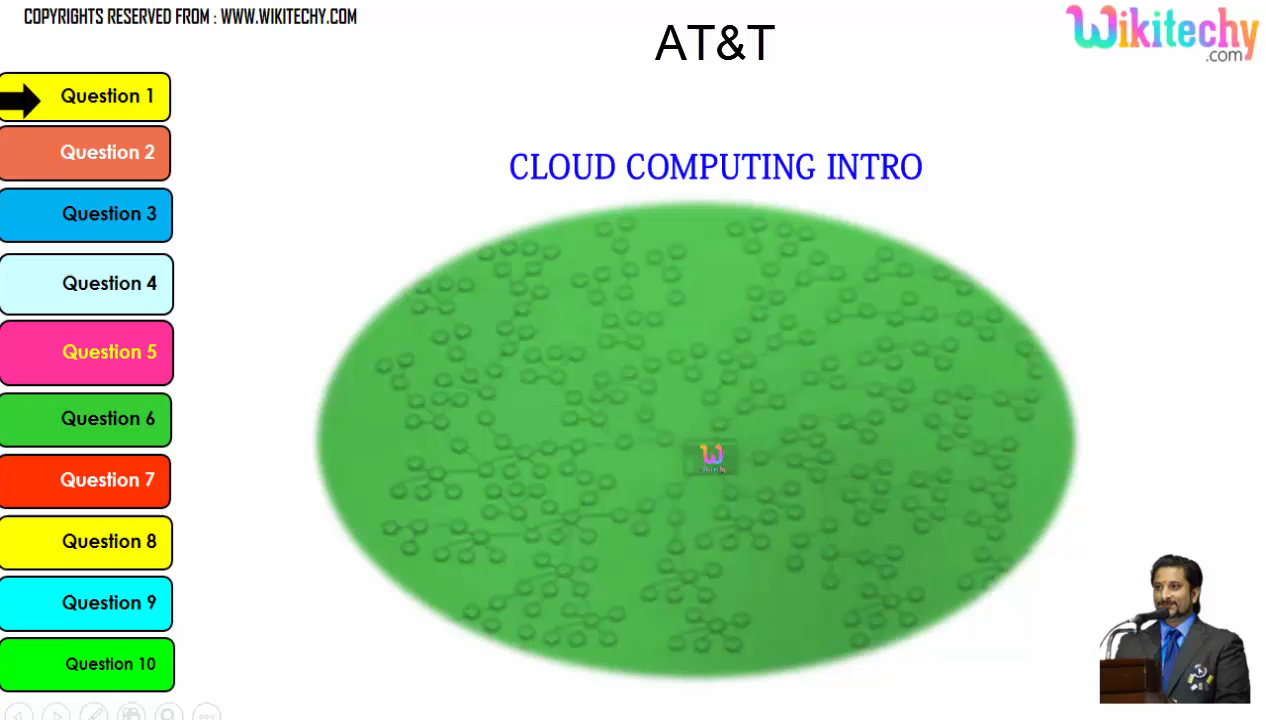 COPYRIGHTS RESERVED FROM : WWW.WIKITECHY.COM
AT&T
Wikitechy
.com
Question 1
Question 2
Question 3
Question 4
Question 5
Question 6
Question 7
Question 8
Question 9
Question 10
CLOUD COMPUTING INTRO